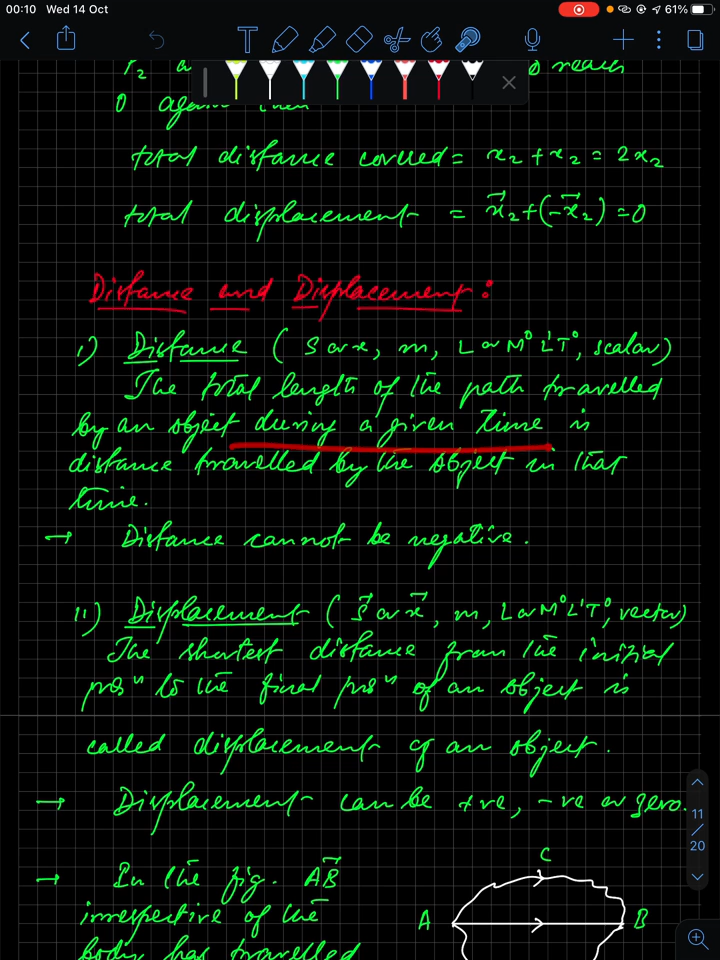 00:10 Wed 14 Oct
61%
T
reach
0 again then
total distance covered = x₂ + x₂ = 2x₂
total displacement = x⃗₂ + (-x⃗₂) = 0
Distance and Displacement :
i) Distance ( S or x, m, L or M⁰L¹T⁰, scalar)
The total length of the path travelled
by an object during a given time is
distance travelled by the object in that
time.
→ Distance cannot be negative.
ii) Displacement ( S⃗ or x⃗, m, L or M⁰L¹T⁰, vector)
The shortest distance from the initial
posⁿ to the final posⁿ of an object is
called displacement of an object.
→ Displacement can be +ve, -ve or zero.
11
/
20
→ In the fig. AB⃗
irrespective of the
body has travelled
C
A B